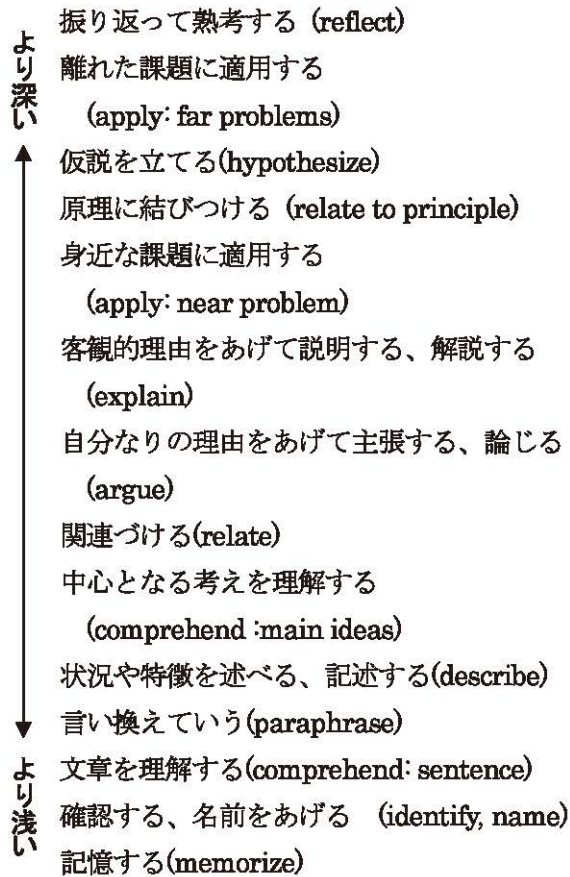 より深い
振り返って熟考する (reflect)
離れた課題に適用する
(apply: far problems)
仮説を立てる(hypothesize)
原理に結びつける (relate to principle)
身近な課題に適用する
(apply: near problem)
客観的理由をあげて説明する、解説する
(explain)
自分なりの理由をあげて主張する、論じる
(argue)
関連づける(relate)
中心となる考えを理解する
(comprehend :main ideas)
状況や特徴を述べる、記述する(describe)
言い換えていう(paraphrase)
より浅い
文章を理解する(comprehend: sentence)
確認する、名前をあげる (identify, name)
記憶する(memorize)